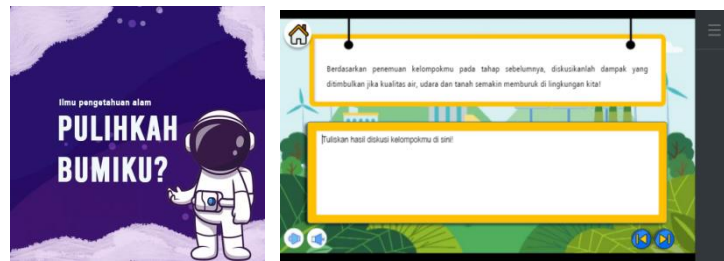 Ilmu pengetahuan alam
PULIHKAH
BUMIKU?
Berdasarkan penemuan kelompokmu pada tahap sebelumnya, diskusikanlah dampak yang
ditimbulkan jika kualitas air, udara dan tanah semakin memburuk di lingkungan kita!
Tuliskan hasil diskusi kelompokmu di sini!